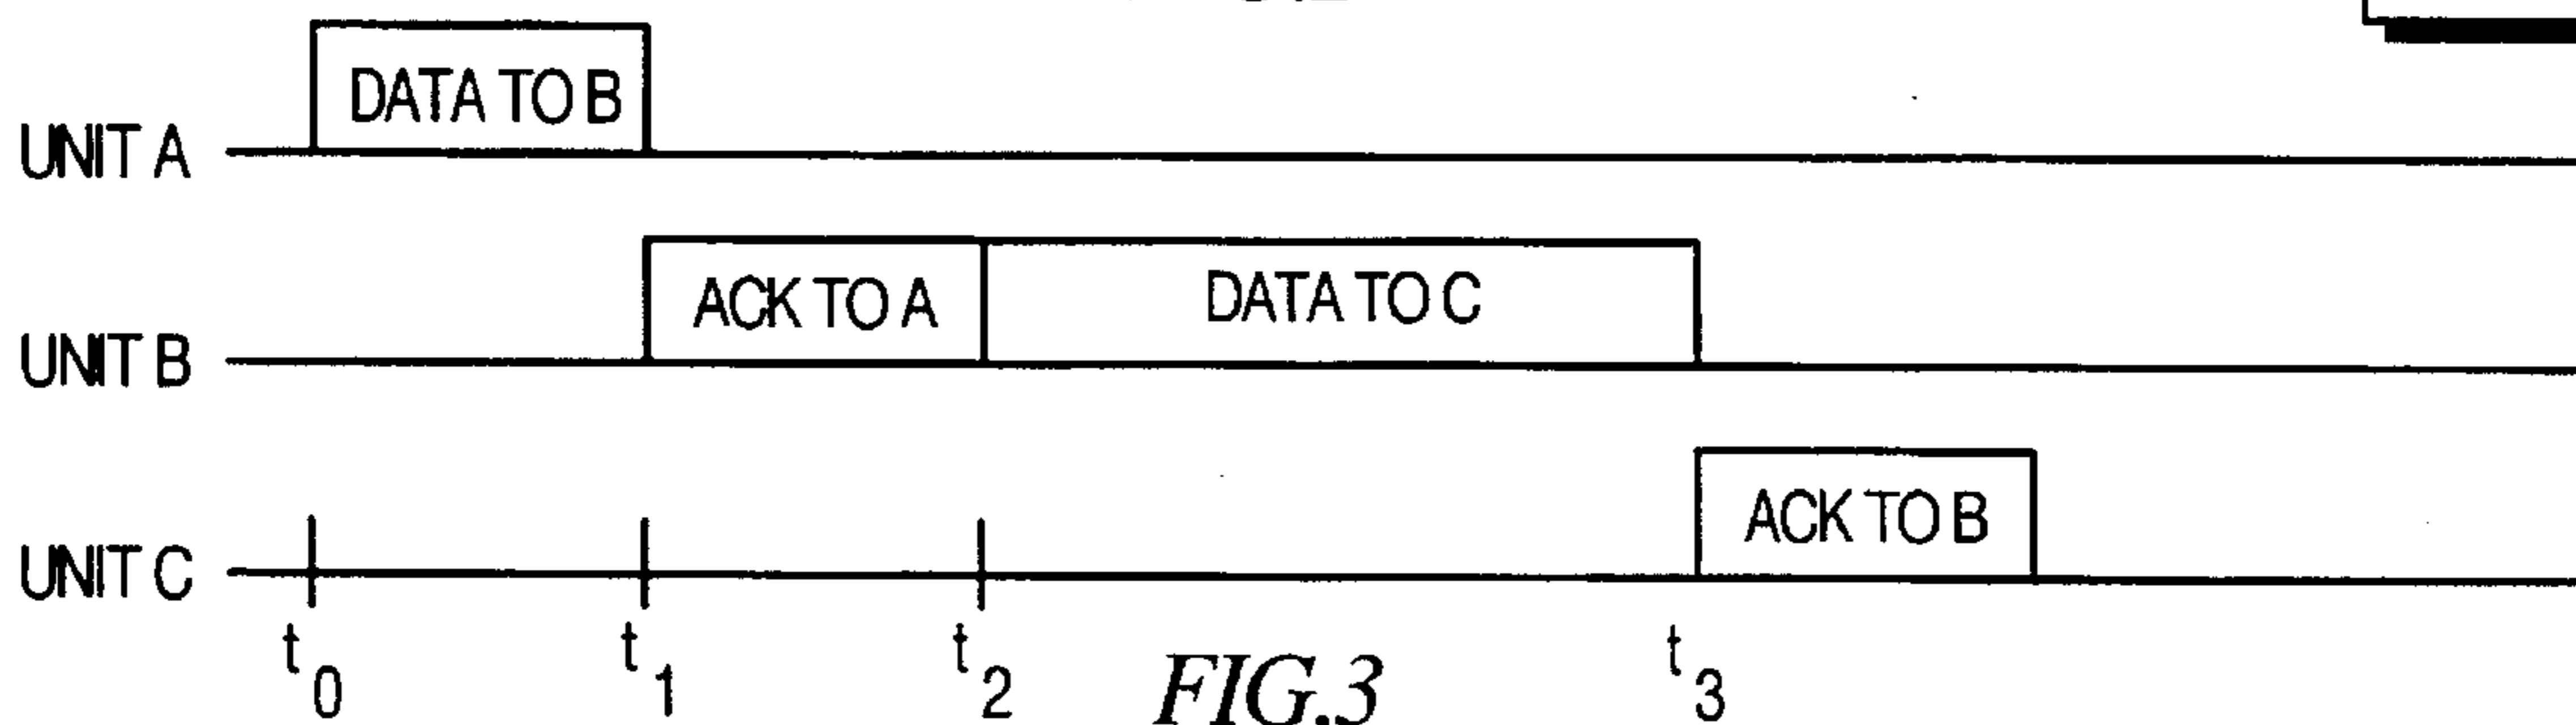 UNIT A DATA TO B
UNIT B ACK TO A DATA TO C
UNIT C ACK TO B
t0 t1 t2 t3
FIG.3